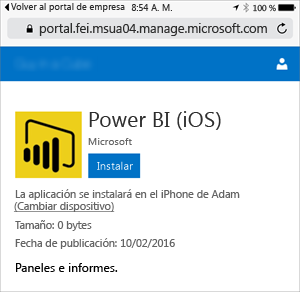 Volver al portal de empresa 8:54 A. M. 100 %
portal.fei.msua04.manage.microsoft.com
Power BI (iOS)
Microsoft
Instalar
La aplicación se instalará en el iPhone de Adam
(Cambiar dispositivo)
Tamaño: 0 bytes
Fecha de publicación: 10/02/2016
Paneles e informes.